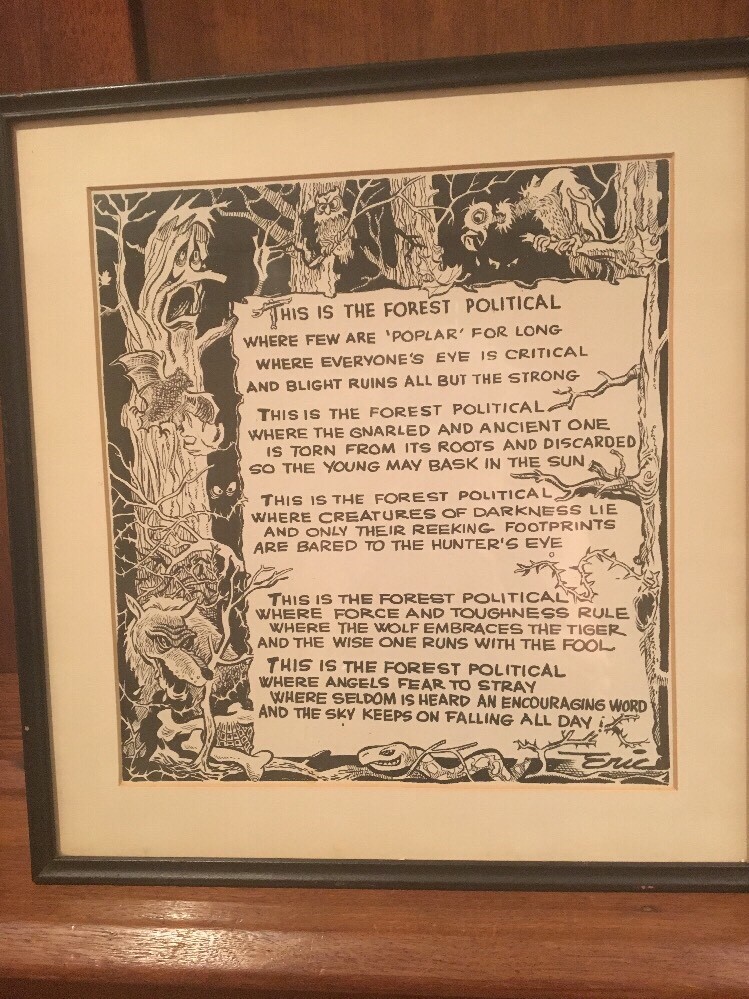 THIS IS THE FOREST POLITICAL
WHERE FEW ARE 'POPLAR' FOR LONG
WHERE EVERYONE'S EYE IS CRITICAL
AND BLIGHT RUINS ALL BUT THE STRONG
THIS IS THE FOREST POLITICAL
WHERE THE GNARLED AND ANCIENT ONE
IS TORN FROM ITS ROOTS AND DISCARDED
SO THE YOUNG MAY BASK IN THE SUN
THIS IS THE FOREST POLITICAL
WHERE CREATURES OF DARKNESS LIE
AND ONLY THEIR REEKING FOOTPRINTS
ARE BARED TO THE HUNTER'S EYE
THIS IS THE FOREST POLITICAL
WHERE FORCE AND TOUGHNESS RULE
WHERE THE WOLF EMBRACES THE TIGER
AND THE WISE ONE RUNS WITH THE FOOL
THIS IS THE FOREST POLITICAL
WHERE ANGELS FEAR TO STRAY
WHERE SELDOM IS HEARD AN ENCOURAGING WORD
AND THE SKY KEEPS ON FALLING ALL DAY!
Eric